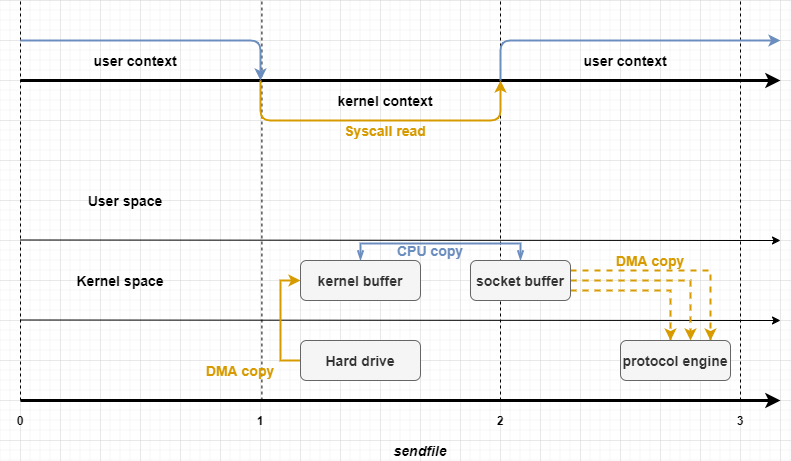 user context
user context
kernel context
Syscall read
User space
CPU copy
DMA copy
Kernel space
kernel buffer
socket buffer
Hard drive
protocol engine
DMA copy
0
1
2
3
sendfile